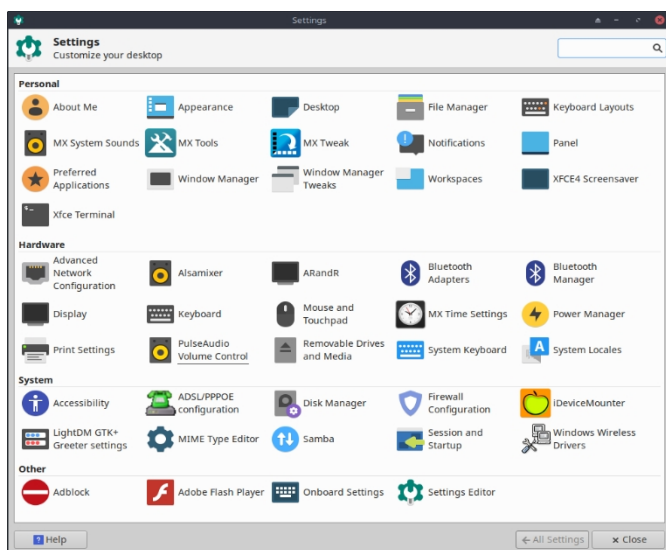 Settings
Settings
Customize your desktop
Personal
About Me
Appearance
Desktop
File Manager
Keyboard Layouts
MX System Sounds
MX Tools
MX Tweak
Notifications
Panel
Preferred
Applications
Window Manager
Window Manager
Tweaks
Workspaces
XFCE4 Screensaver
Xfce Terminal
Hardware
Advanced
Network
Configuration
Alsamixer
ARandR
Bluetooth
Adapters
Bluetooth
Manager
Display
Keyboard
Mouse and
Touchpad
MX Time Settings
Power Manager
Print Settings
PulseAudio
Volume Control
Removable Drives
and Media
System Keyboard
A
System Locales
System
Accessibility
ADSL/PPPOE
configuration
Disk Manager
Firewall
Configuration
iDeviceMounter
LightDM GTK+
Greeter settings
MIME Type Editor
Samba
Session and
Startup
Windows Wireless
Drivers
Other
Adblock
Adobe Flash Player
Onboard Settings
Settings Editor
? Help
← All Settings
× Close